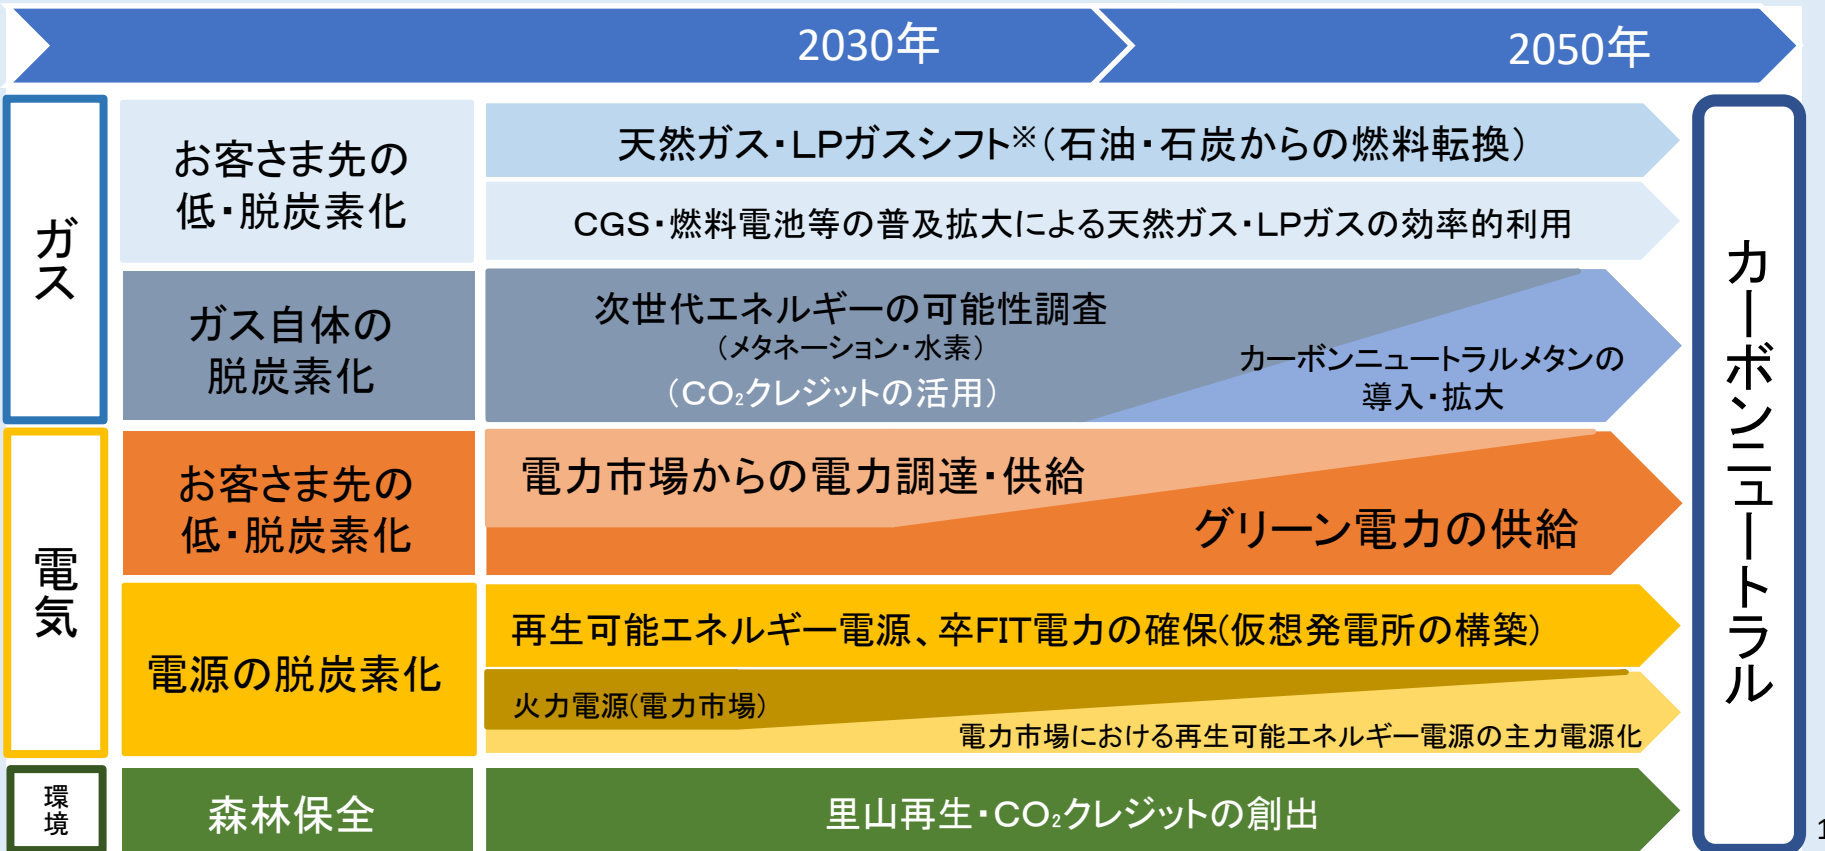 2030年
2050年
ガス
お客さま先の
低・脱炭素化
天然ガス・LPガスシフト※(石油・石炭からの燃料転換)
CGS・燃料電池等の普及拡大による天然ガス・LPガスの効率的利用
ガス自体の
脱炭素化
次世代エネルギーの可能性調査
(メタネーション・水素)
(CO₂クレジットの活用)
カーボンニュートラルメタンの
導入・拡大
電気
お客さま先の
低・脱炭素化
電力市場からの電力調達・供給
グリーン電力の供給
電源の脱炭素化
再生可能エネルギー電源、卒FIT電力の確保(仮想発電所の構築)
火力電源(電力市場)
電力市場における再生可能エネルギー電源の主力電源化
環境
森林保全
里山再生・CO₂クレジットの創出
カーボンニュートラル
1